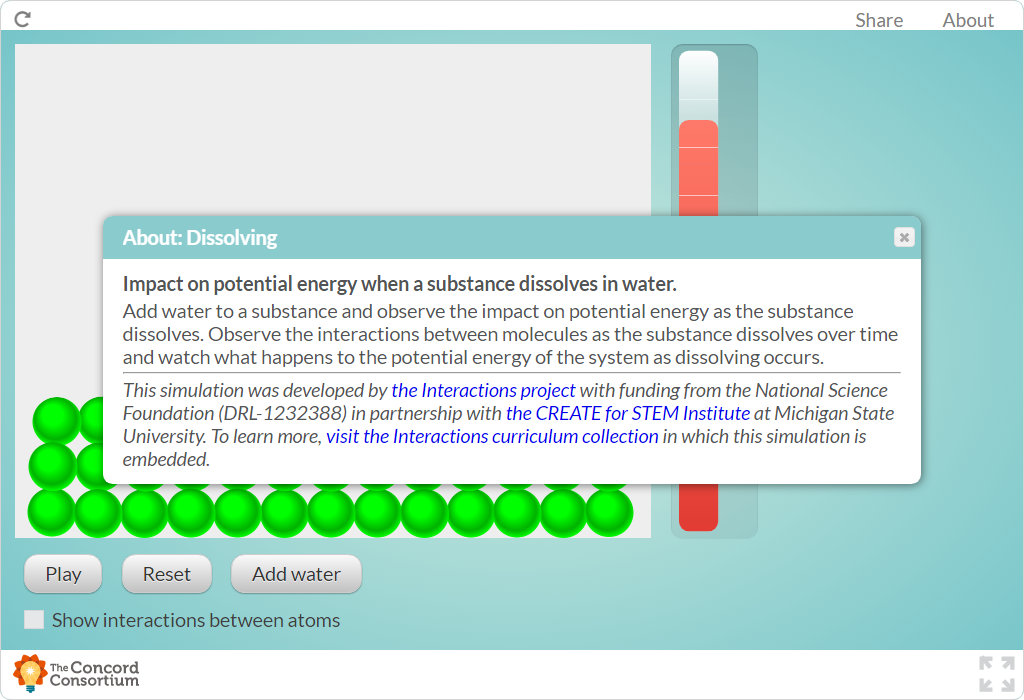 Share About
About: Dissolving
Impact on potential energy when a substance dissolves in water.
Add water to a substance and observe the impact on potential energy as the substance
dissolves. Observe the interactions between molecules as the substance dissolves over time
and watch what happens to the potential energy of the system as dissolving occurs.
This simulation was developed by the Interactions project with funding from the National Science
Foundation (DRL-1232388) in partnership with the CREATE for STEM Institute at Michigan State
University. To learn more, visit the Interactions curriculum collection in which this simulation is
embedded.
Play Reset Add water
Show interactions between atoms
The Concord
Consortium